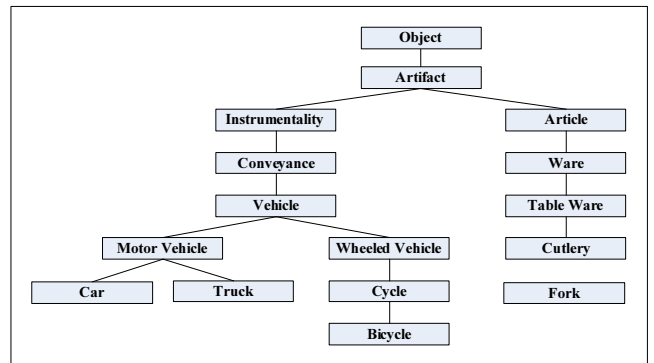 Object
Artifact
Instrumentality
Article
Conveyance
Ware
Vehicle
Table Ware
Motor Vehicle
Wheeled Vehicle
Cutlery
Car
Truck
Cycle
Fork
Bicycle